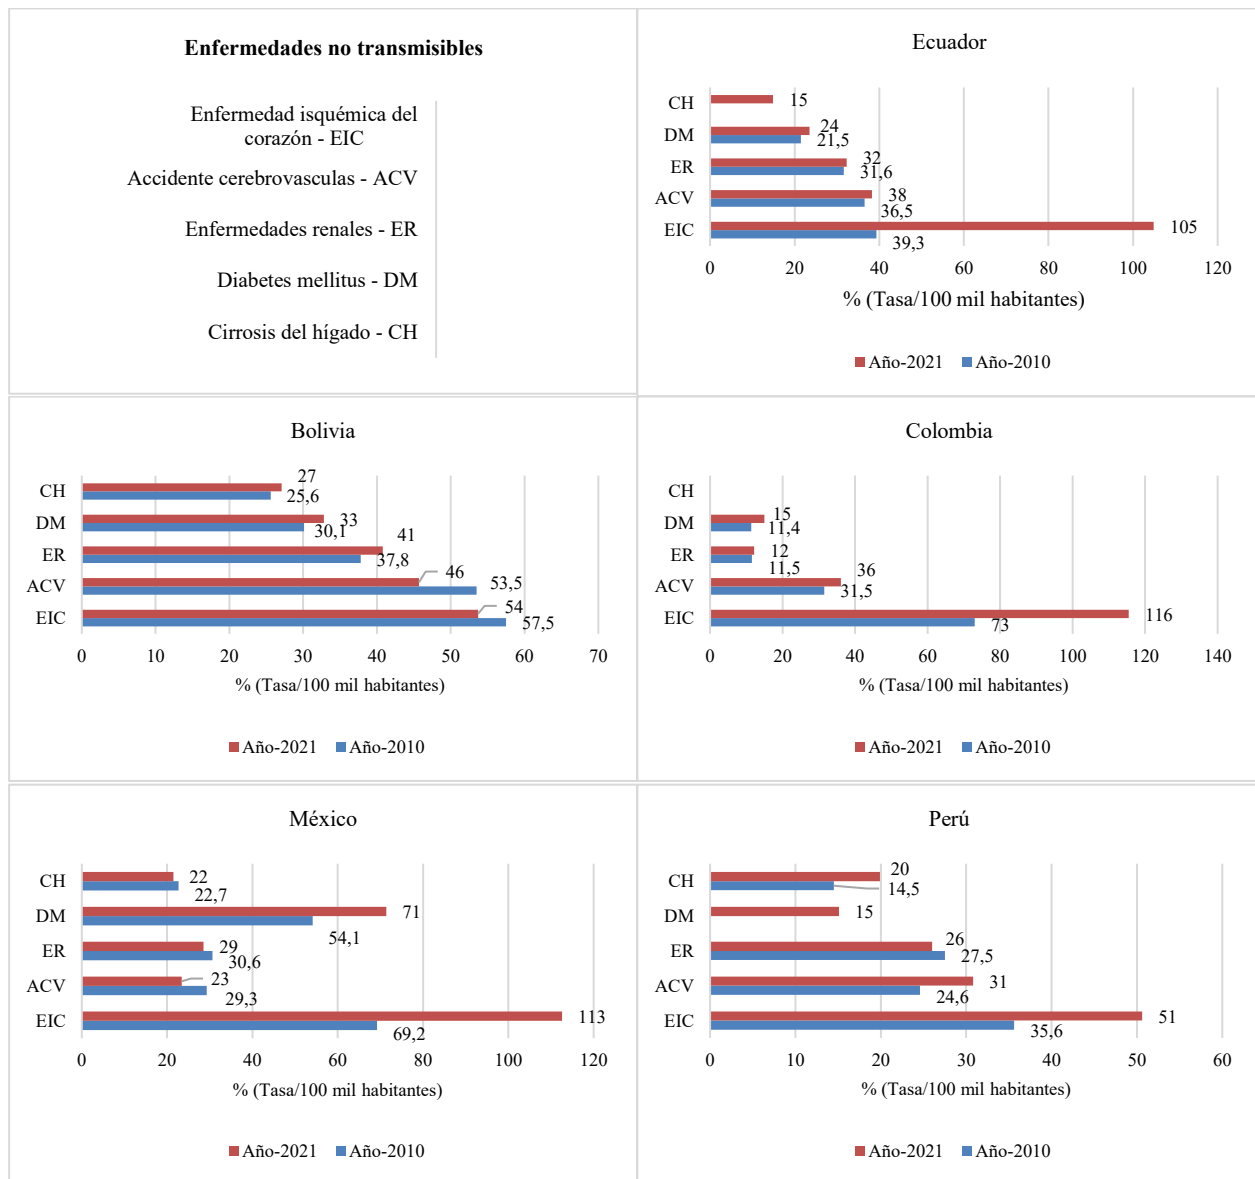 Enfermedades no transmisibles
Enfermedad isquémica del
corazón - EIC
Accidente cerebrovasculas - ACV
Enfermedades renales - ER
Diabetes mellitus - DM
Cirrosis del hígado - CH
Ecuador
CH 15
DM 24
21,5
ER 32
31,6
ACV 38
36,5
EIC 105
39,3
0 20 40 60 80 100 120
% (Tasa/100 mil habitantes)
Año-2021 Año-2010
Bolivia
CH 27
25,6
DM 33
30,1
ER 41
37,8
ACV 46
53,5
EIC 54
57,5
0 10 20 30 40 50 60 70
% (Tasa/100 mil habitantes)
Año-2021 Año-2010
Colombia
CH
DM 15
11,4
ER 12
11,5
ACV 36
31,5
EIC 116
73
0 20 40 60 80 100 120 140
% (Tasa/100 mil habitantes)
Año-2021 Año-2010
México
CH 22
22,7
DM 71
54,1
ER 29
30,6
ACV 23
29,3
EIC 113
69,2
0 20 40 60 80 100 120
% (Tasa/100 mil habitantes)
Año-2021 Año-2010
Perú
CH 20
14,5
DM 15
ER 26
27,5
ACV 31
24,6
EIC 51
35,6
0 10 20 30 40 50 60
% (Tasa/100 mil habitantes)
Año-2021 Año-2010